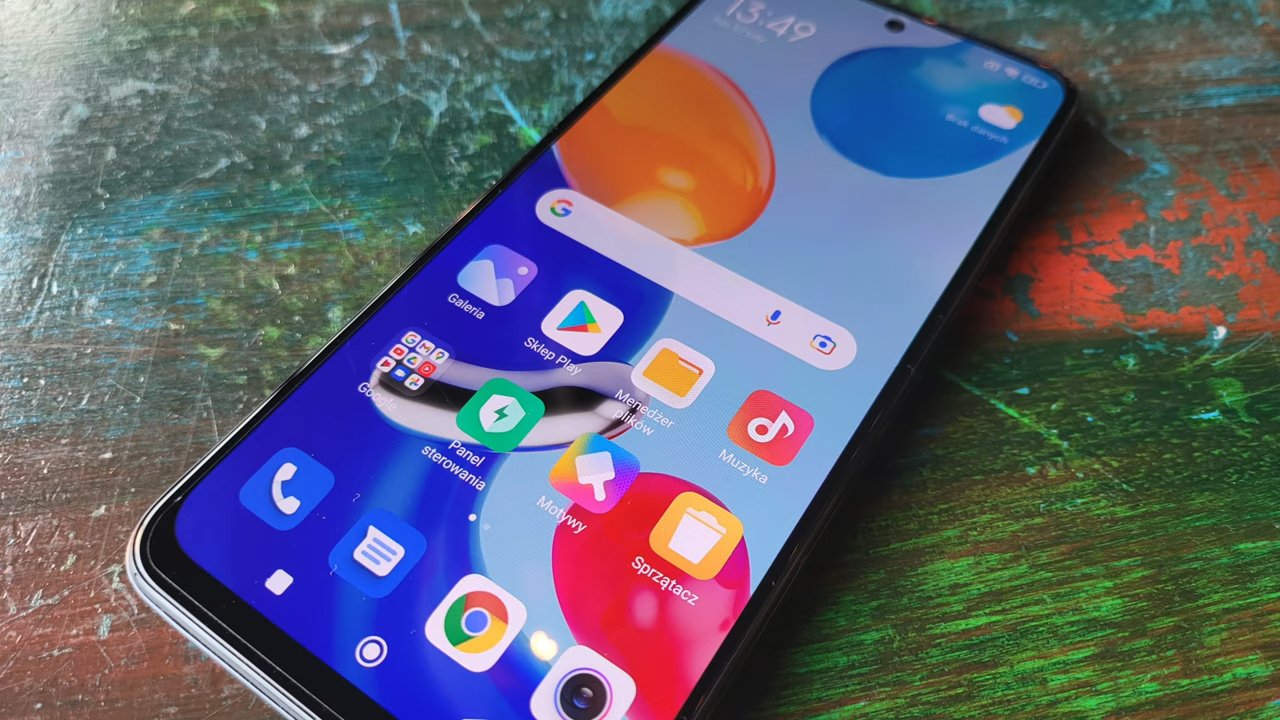 13:49
Brak danych
Galeria
Sklep Play
Menedżer
plików
Muzyka
Google
Panel
sterowania
Motywy
Sprzątacz